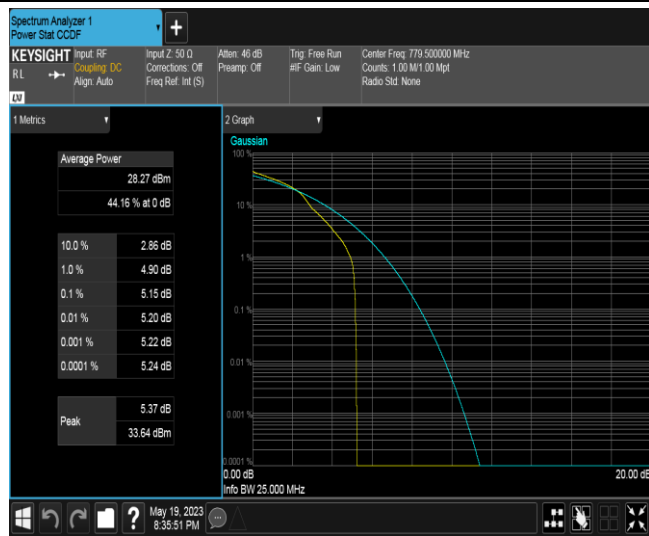 Spectrum Analyzer 1
Power Stat CCDF
+
KEYSIGHT
RL
LXI
Input: RF
Coupling: DC
Align: Auto
Input Z: 50 Ω
Corrections: Off
Freq Ref: Int (S)
Atten: 46 dB
Preamp: Off
Trig: Free Run
#IF Gain: Low
Center Freq: 779.500000 MHz
Counts: 1.00 M/1.00 Mpt
Radio Std: None
1 Metrics
Average Power
28.27 dBm
44.16 % at 0 dB
10.0 % 2.86 dB
1.0 % 4.90 dB
0.1 % 5.15 dB
0.01 % 5.20 dB
0.001 % 5.22 dB
0.0001 % 5.24 dB
Peak
5.37 dB
33.64 dBm
2 Graph
Gaussian
100 %
10 %
1 %
0.1 %
0.01 %
0.001 %
0.0001 %
0.00 dB
20.00 dB
Info BW 25.000 MHz
?
May 19, 2023
8:35:51 PM